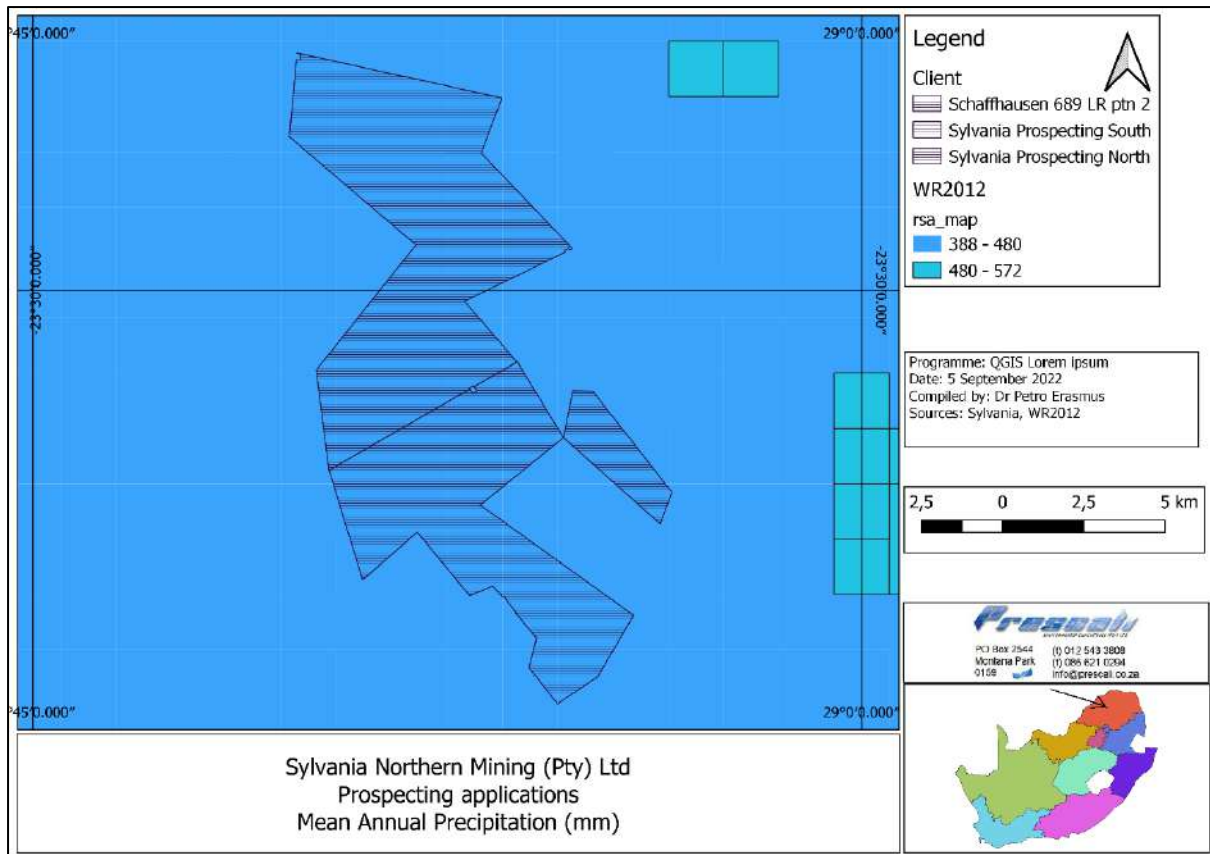 °45'0.000"
29°0'0.000"
-23°30'0.000"
-23°30'0.000"
°45'0.000"
29°0'0.000"
Legend
Client
Schaffhausen 689 LR ptn 2
Sylvania Prospecting South
Sylvania Prospecting North
WR2012
rsa_map
388 - 480
480 - 572
Programme: QGIS Lorem ipsum
Date: 5 September 2022
Compiled by: Dr Petro Erasmus
Sources: Sylvania, WR2012
2,5 0 2,5 5 km
Prescali
PO Box 2544 (t) 012 543 3808
Montana Park (f) 086 621 0294
0159 info@prescali.co.za
Sylvania Northern Mining (Pty) Ltd
Prospecting applications
Mean Annual Precipitation (mm)